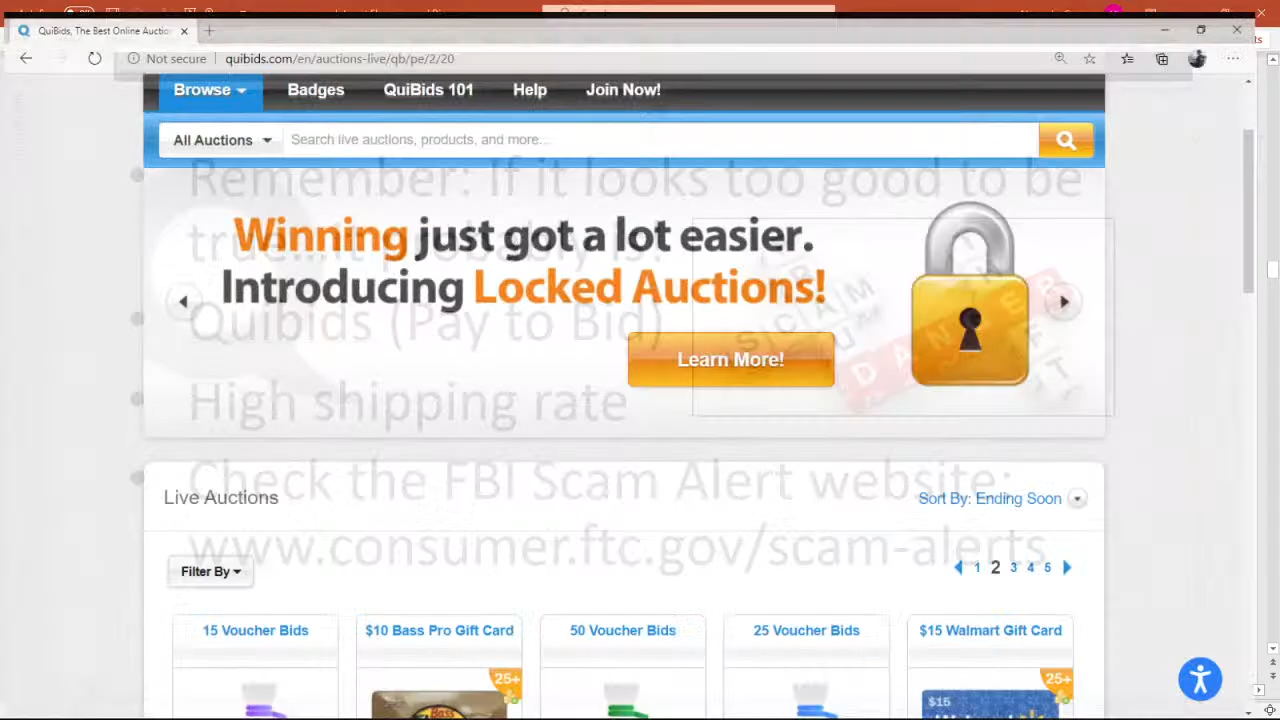 QuiBids, The Best Online Auctio
Not secure quibids.com/en/auctions-live/qb/pe/2/20
Browse Badges QuiBids 101 Help Join Now!
All Auctions Search live auctions, products, and more...
Remember: If it looks too good to be
true...it probably is!
Winning just got a lot easier.
Introducing Locked Auctions!
Quibids (Pay to Bid)
Learn More!
DANGER
High shipping rate
Check the FBI Scam Alert website:
Live Auctions
Sort By: Ending Soon
www.consumer.ftc.gov/scam-alerts
Filter By
1 2 3 4 5
15 Voucher Bids
$10 Bass Pro Gift Card
50 Voucher Bids
25 Voucher Bids
$15 Walmart Gift Card
25+
25+
Bass
$15